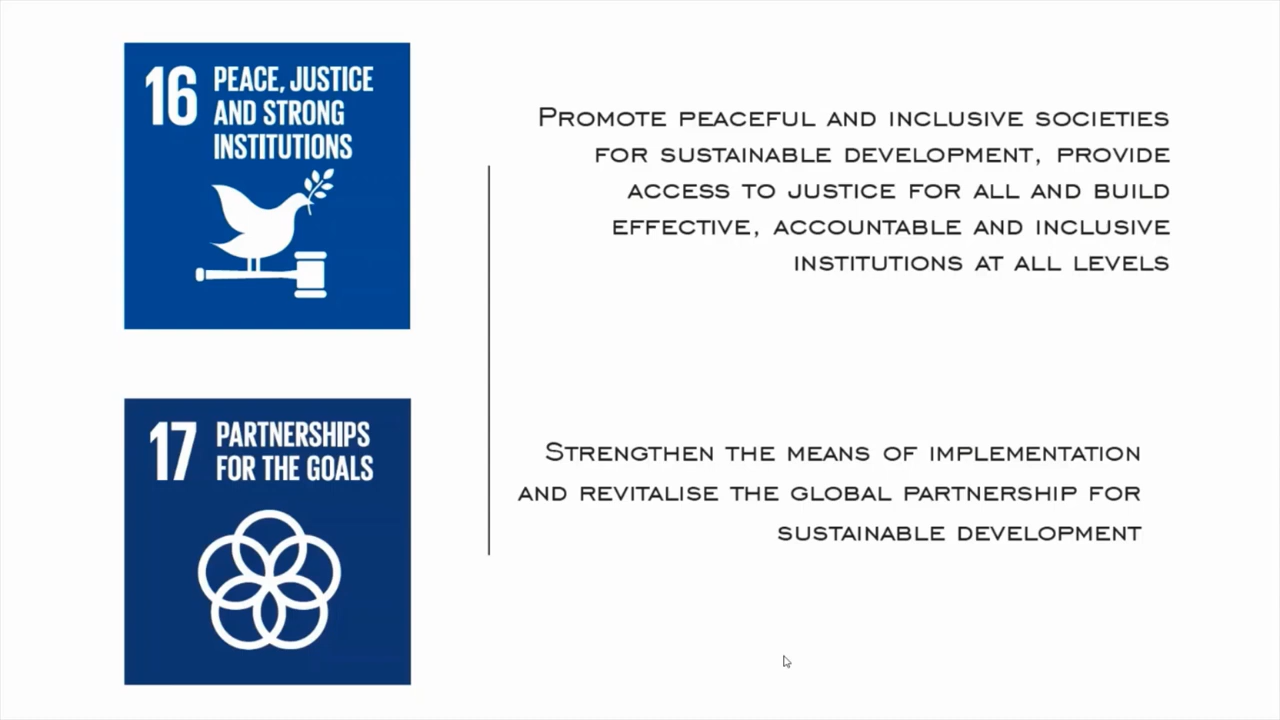 16 PEACE, JUSTICE
AND STRONG
INSTITUTIONS
PROMOTE PEACEFUL AND INCLUSIVE SOCIETIES
FOR SUSTAINABLE DEVELOPMENT, PROVIDE
ACCESS TO JUSTICE FOR ALL AND BUILD
EFFECTIVE, ACCOUNTABLE AND INCLUSIVE
INSTITUTIONS AT ALL LEVELS
17 PARTNERSHIPS
FOR THE GOALS
STRENGTHEN THE MEANS OF IMPLEMENTATION
AND REVITALISE THE GLOBAL PARTNERSHIP FOR
SUSTAINABLE DEVELOPMENT